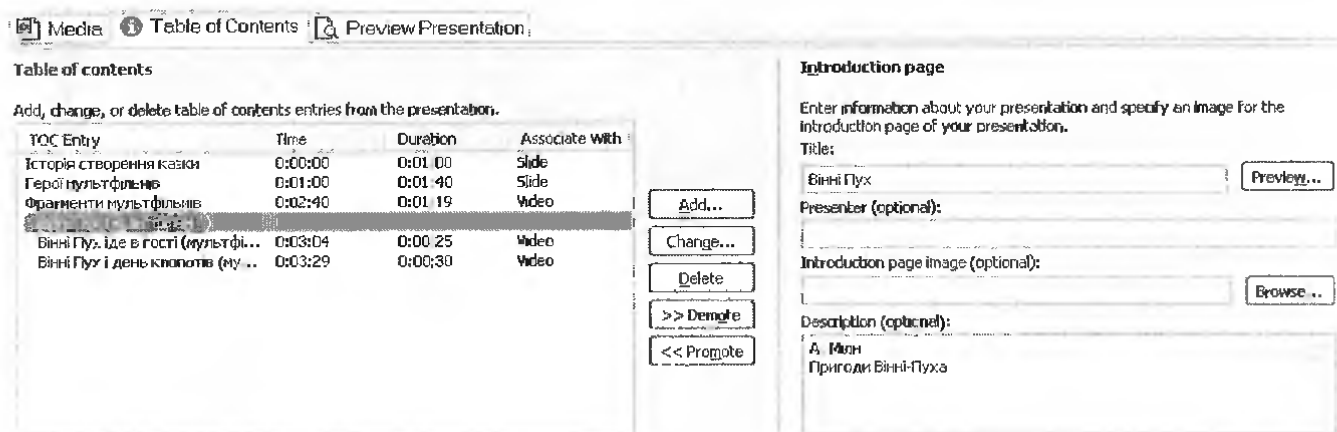 Media Table of Contents Preview Presentation
Table of contents
Add, change, or delete table of contents entries from the presentation.
TOC Entry Time Duration Associate With
Історія створення казки 0:00:00 0:01:00 Slide
Герої мультфільмів 0:01:00 0:01:40 Slide
Фрагменти мультфільмів 0:02:40 0:01:19 Video
Вінні Пух іде в гості (мультфі... 0:03:04 0:00:25 Video
Вінні Пух і день клопотів (му... 0:03:29 0:00:30 Video
Add...
Change...
Delete
>> Demote
<< Promote
Introduction page
Enter information about your presentation and specify an image for the
introduction page of your presentation.
Title:
Вінні Пух Preview...
Presenter (optional):
Introduction page image (optional):
Browse...
Description (optional):
А. Мілн
Пригоди Вінні-Пуха